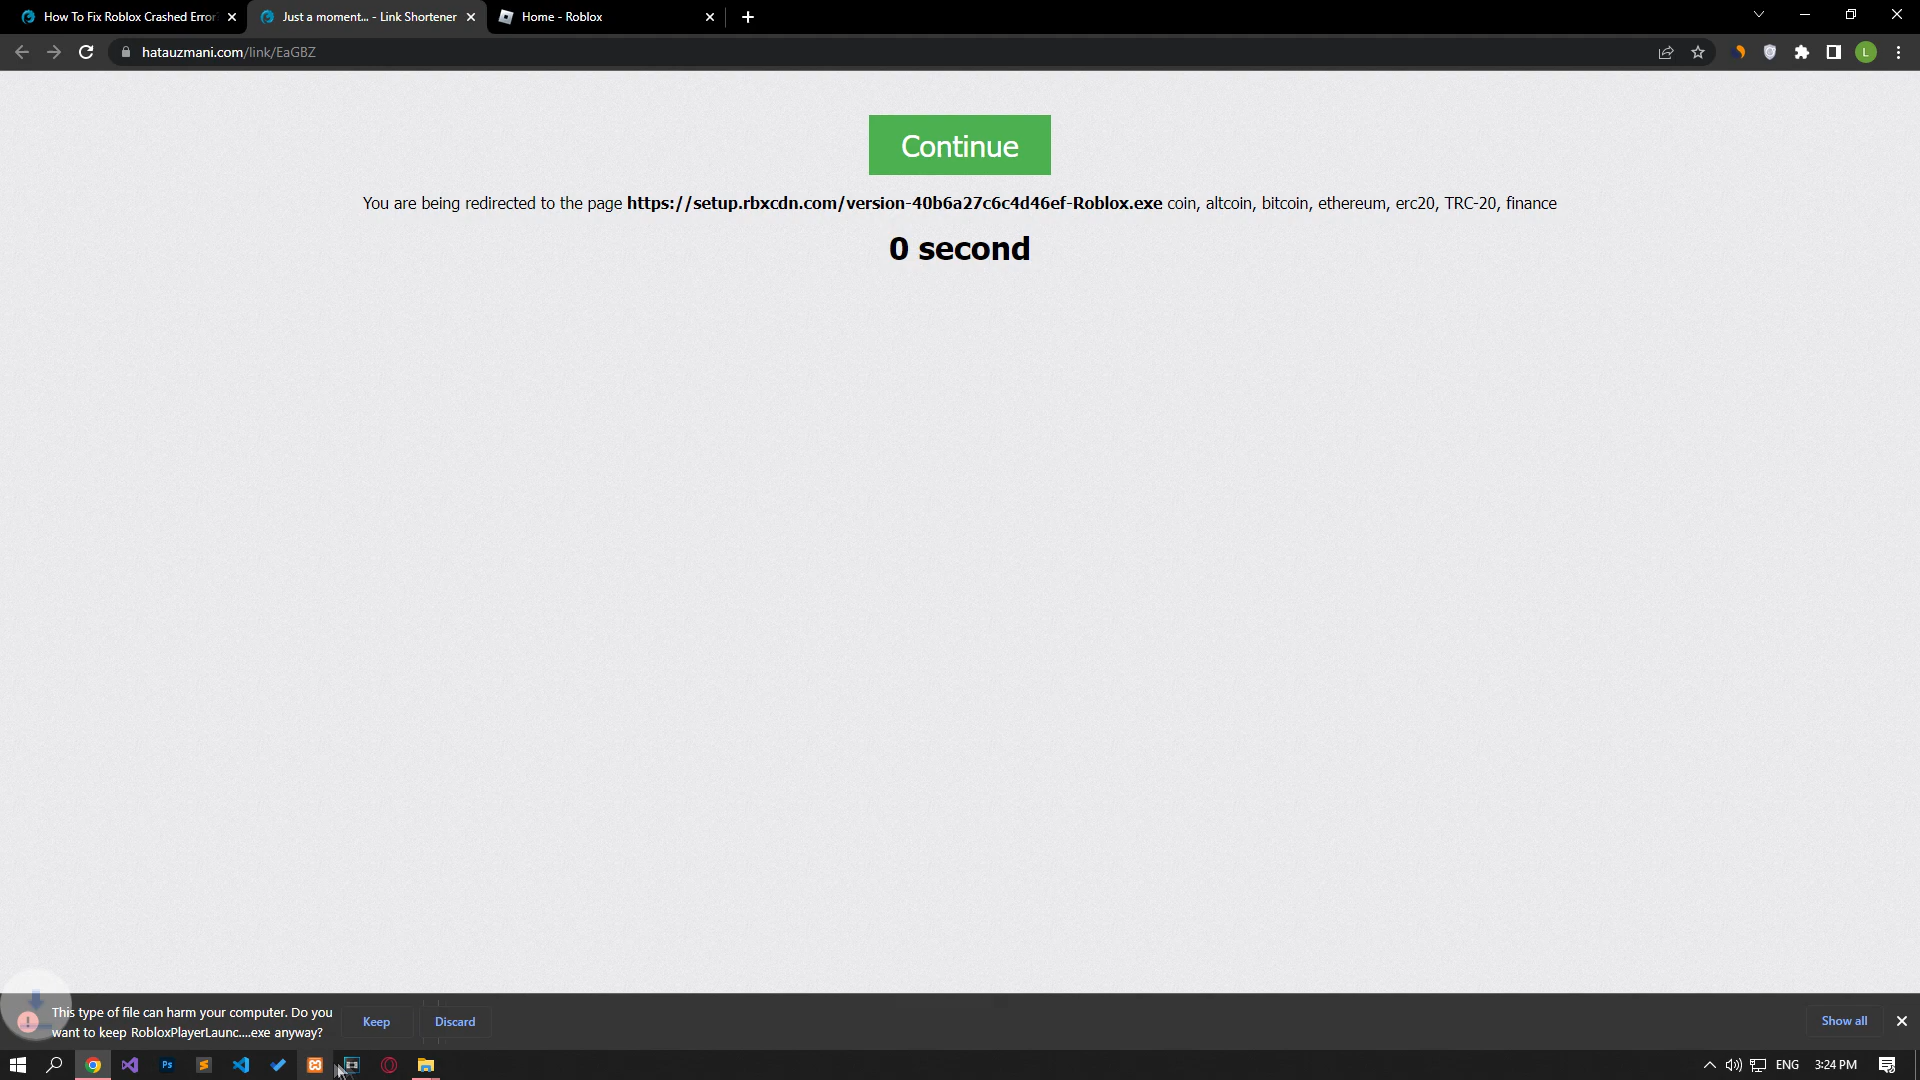 How To Fix Roblox Crashed Error
Just a moment... - Link Shortener
Home - Roblox
hatauzmani.com/link/EaGBZ
L
Continue
You are being redirected to the page https://setup.rbxcdn.com/version-40b6a27c6c4d46ef-Roblox.exe coin, altcoin, bitcoin, ethereum, erc20, TRC-20, finance
0 second
This type of file can harm your computer. Do you
want to keep RobloxPlayerLaunc....exe anyway?
Keep
Discard
Show all
Ps
ENG
3:24 PM